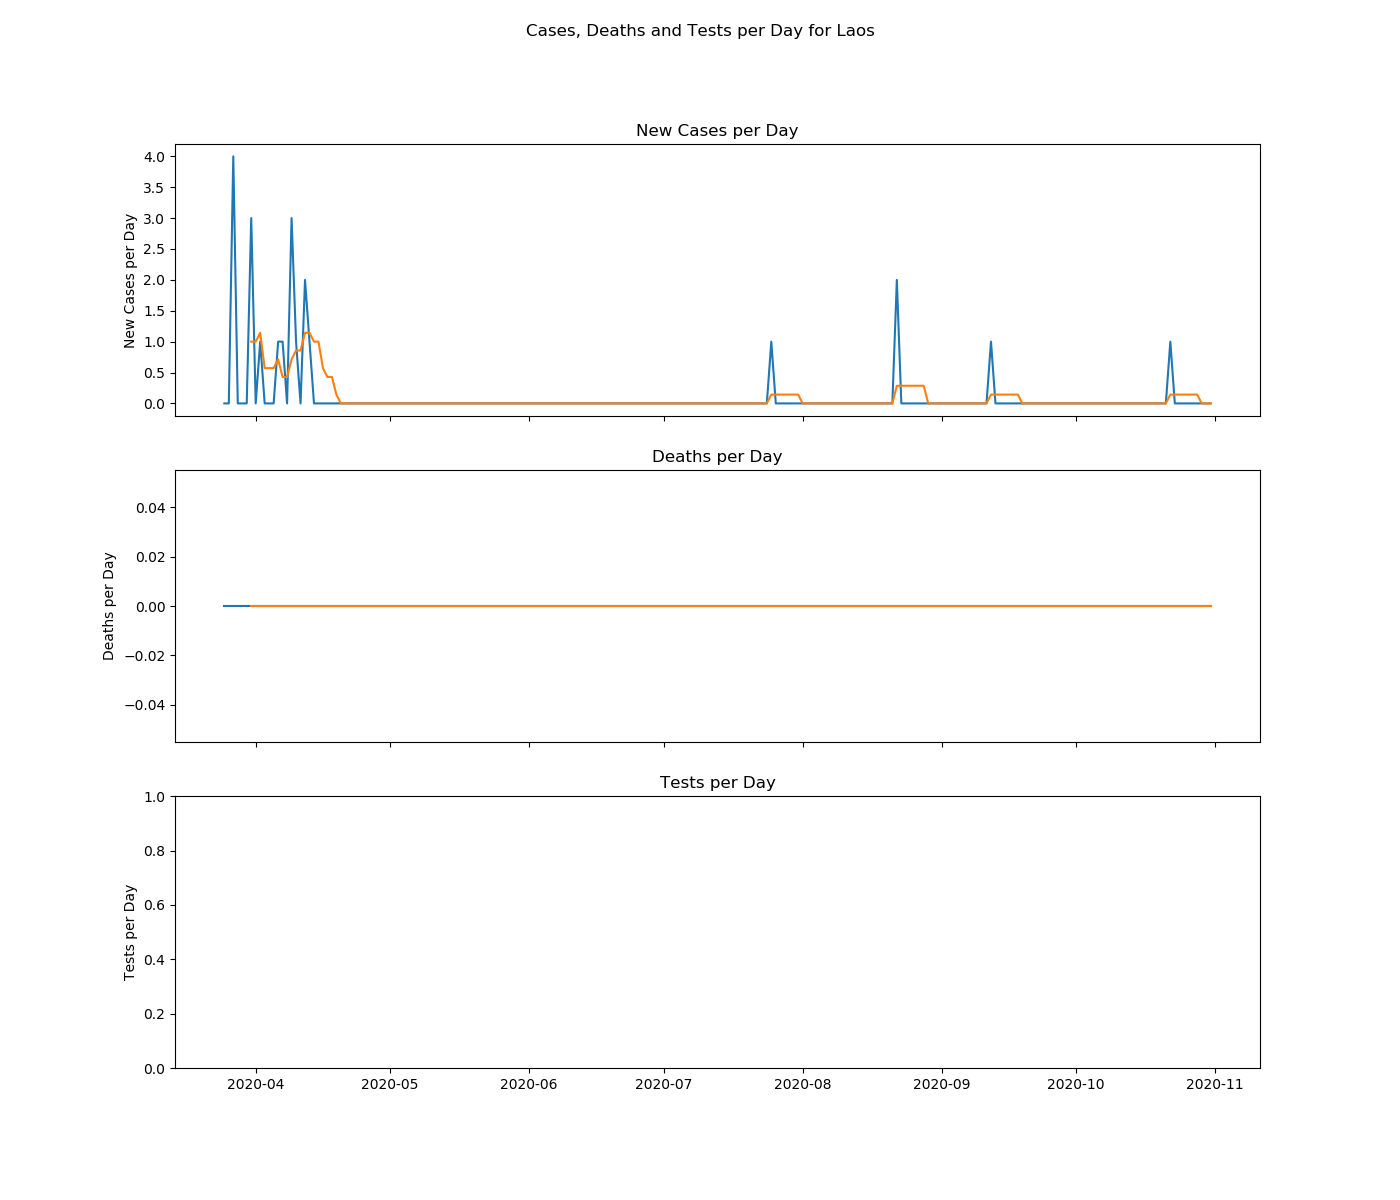 Cases, Deaths and Tests per Day for Laos
New Cases per Day
New Cases per Day
4.0
3.5
3.0
2.5
2.0
1.5
1.0
0.5
0.0
Deaths per Day
Deaths per Day
0.04
0.02
0.00
−0.02
−0.04
Tests per Day
Tests per Day
1.0
0.8
0.6
0.4
0.2
0.0
2020-04 2020-05 2020-06 2020-07 2020-08 2020-09 2020-10 2020-11